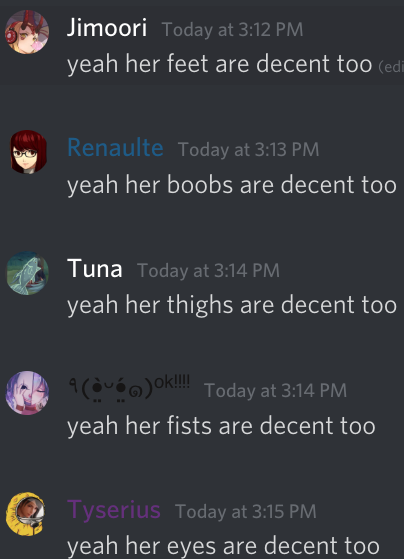 Jimoori Today at 3:12 PM
yeah her feet are decent too (edi
Renaulte Today at 3:13 PM
yeah her boobs are decent too
Tuna Today at 3:14 PM
yeah her thighs are decent too
٩(●̮̃•)ok!!!! Today at 3:14 PM
yeah her fists are decent too
Tyserius Today at 3:15 PM
yeah her eyes are decent too